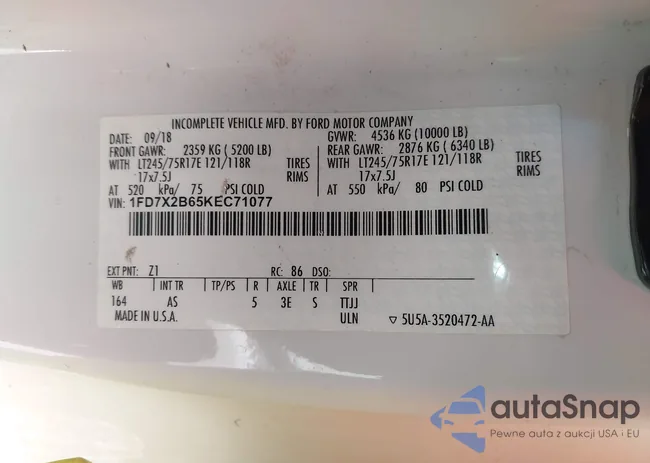 INCOMPLETE VEHICLE MFD. BY FORD MOTOR COMPANY
DATE: 09/18 GVWR: 4536 KG (10000 LB)
FRONT GAWR: 2359 KG ( 5200 LB) REAR GAWR: 2876 KG ( 6340 LB)
WITH LT245/75R17E 121/118R TIRES WITH LT245/75R17E 121/118R TIRES
17x7.5J RIMS 17x7.5J RIMS
AT 520 kPa/ 75 PSI COLD AT 550 kPa/ 80 PSI COLD
VIN: 1FD7X2B65KEC71077
EXT PNT: Z1 RC: 86 DSO:
WB INT TR TP/PS R AXLE TR SPR
164 AS 5 3E S TTJJ
MADE IN U.S.A. ULN ▽ 5U5A-3520472-AA
autaSnap
Pewne auta z aukcji USA i EU